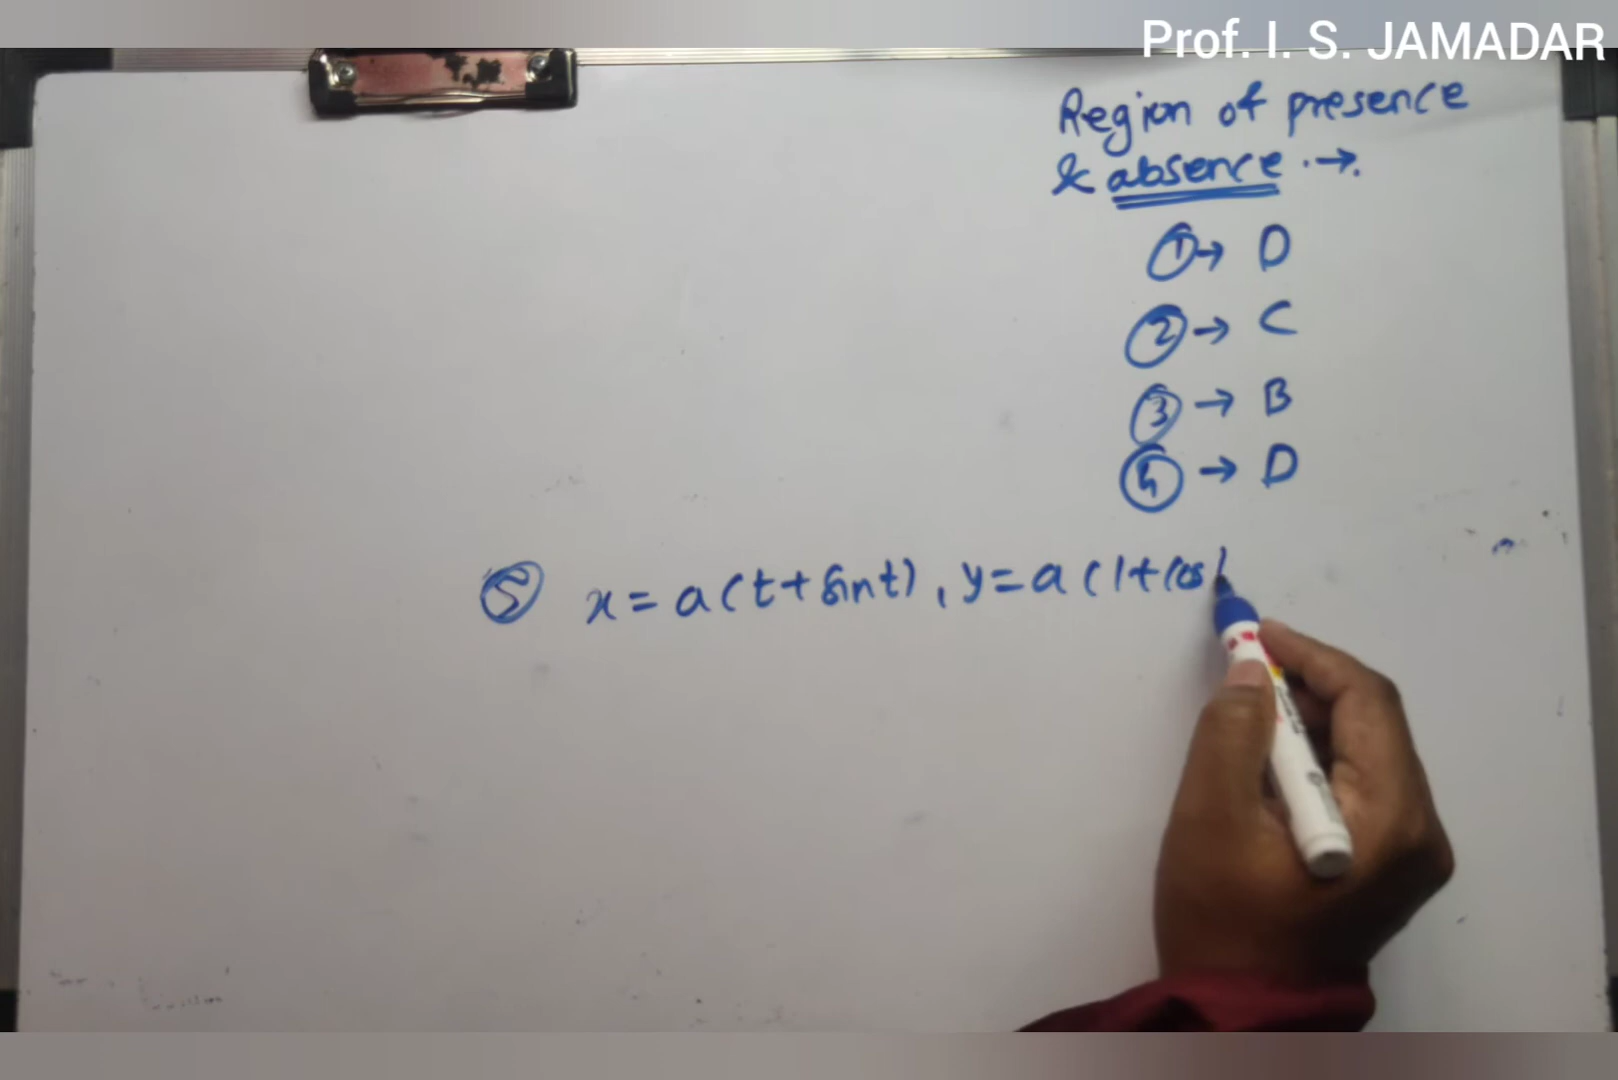 Prof. I. S. JAMADAR
Region of presence
& absence .→.
① → D
② → C
③ → B
④ → D
⑤ x = a(t+sint), y = a(1+cos